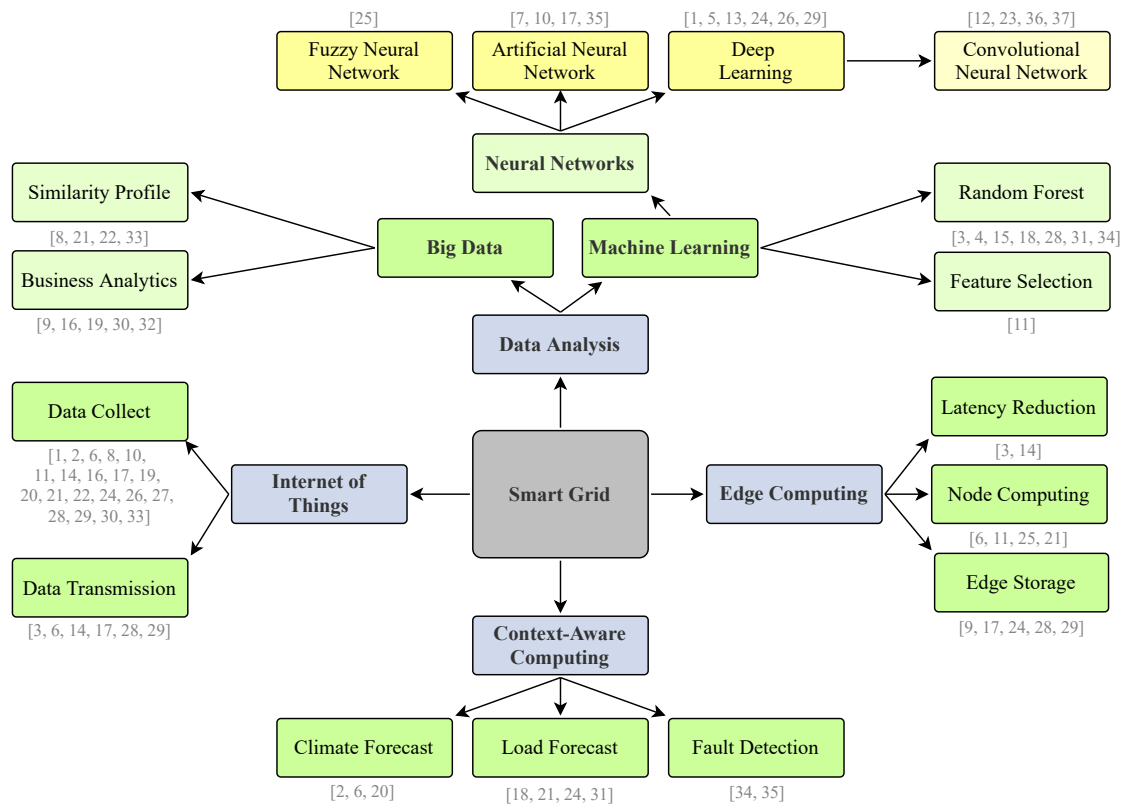 [25]
[7, 10, 17, 35]
[1, 5, 13, 24, 26, 29]
[12, 23, 36, 37]
Fuzzy Neural
Network
Artificial Neural
Network
Deep
Learning
Convolutional
Neural Network
Neural Networks
Similarity Profile
[8, 21, 22, 33]
Business Analytics
[9, 16, 19, 30, 32]
Big Data
Machine Learning
Random Forest
[3, 4, 15, 18, 28, 31, 34]
Feature Selection
[11]
Data Analysis
Data Collect
[1, 2, 6, 8, 10,
11, 14, 16, 17, 19,
20, 21, 22, 24, 26, 27,
28, 29, 30, 33]
Data Transmission
[3, 6, 14, 17, 28, 29]
Internet of
Things
Smart Grid
Edge Computing
Latency Reduction
[3, 14]
Node Computing
[6, 11, 25, 21]
Edge Storage
[9, 17, 24, 28, 29]
Context-Aware
Computing
Climate Forecast
[2, 6, 20]
Load Forecast
[18, 21, 24, 31]
Fault Detection
[34, 35]